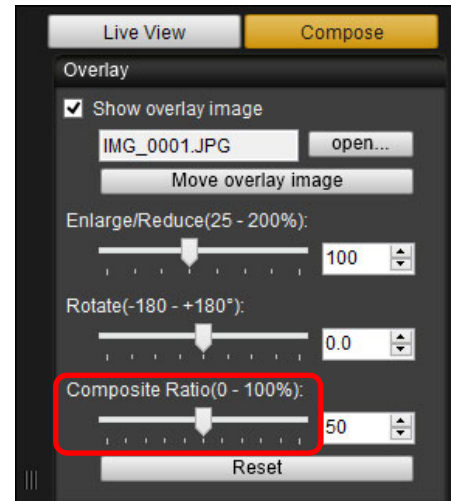 Live View Compose
Overlay
Show overlay image
IMG_0001.JPG open...
Move overlay image
Enlarge/Reduce(25 - 200%):
100
Rotate(-180 - +180°):
0.0
Composite Ratio(0 - 100%):
50
Reset